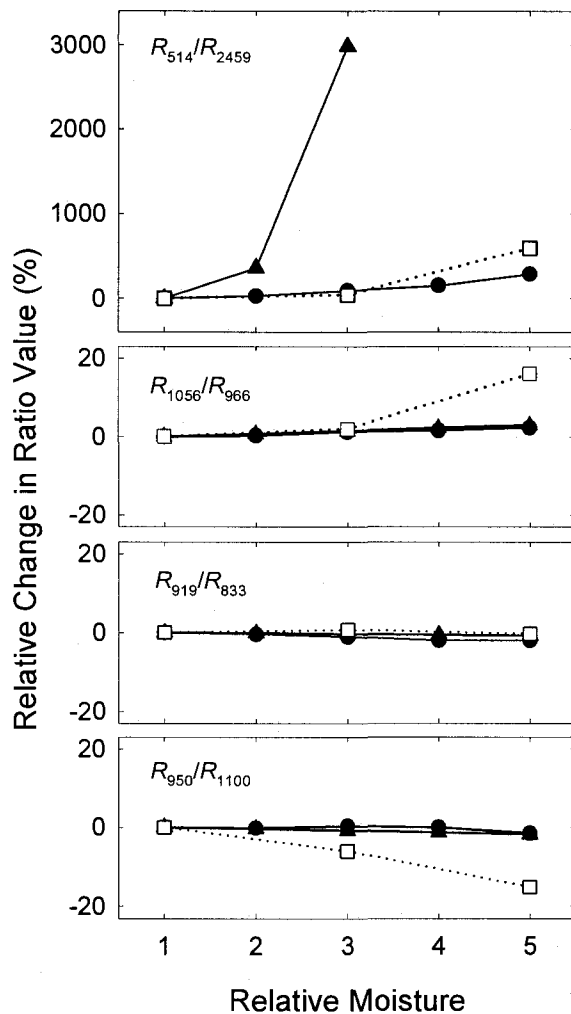 Relative Change in Ratio Value (%)
R514/R2459
3000
2000
1000
0
R1056/R966
20
0
-20
R919/R833
20
0
-20
R950/R1100
20
0
-20
1 2 3 4 5
Relative Moisture